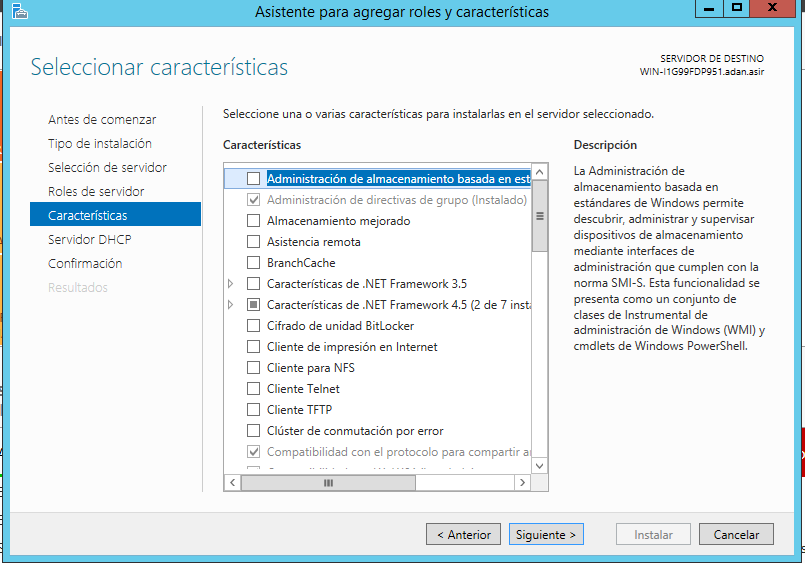 Asistente para agregar roles y características
Seleccionar características
SERVIDOR DE DESTINO
WIN-I1G99FDP951.adan.asir
Antes de comenzar
Tipo de instalación
Selección de servidor
Roles de servidor
Características
Servidor DHCP
Confirmación
Resultados
Seleccione una o varias características para instalarlas en el servidor seleccionado.
Características
Administración de almacenamiento basada en est
Administración de directivas de grupo (Instalado)
Almacenamiento mejorado
Asistencia remota
BranchCache
Características de .NET Framework 3.5
Características de .NET Framework 4.5 (2 de 7 inst
Cifrado de unidad BitLocker
Cliente de impresión en Internet
Cliente para NFS
Cliente Telnet
Cliente TFTP
Clúster de conmutación por error
Compatibilidad con el protocolo para compartir a
Descripción
La Administración de
almacenamiento basada en
estándares de Windows permite
descubrir, administrar y supervisar
dispositivos de almacenamiento
mediante interfaces de
administración que cumplen con la
norma SMI-S. Esta funcionalidad se
presenta como un conjunto de
clases de Instrumental de
administración de Windows (WMI) y
cmdlets de Windows PowerShell.
< Anterior
Siguiente >
Instalar
Cancelar